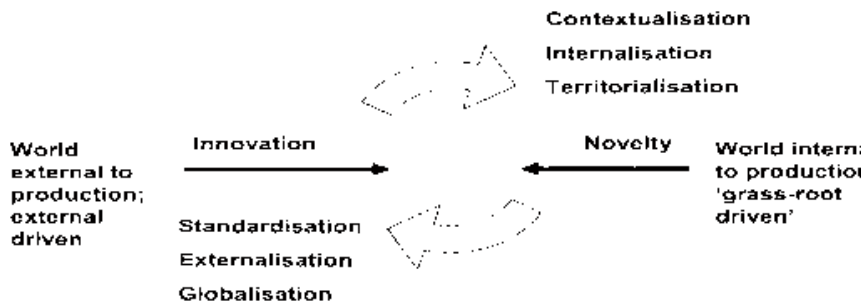 Contextualisation
Internalisation
Territorialisation
Innovation
Novelty
World
external to
production;
external
driven
World interna
to production
'grass-root
driven'
Standardisation
Externalisation
Globalisation